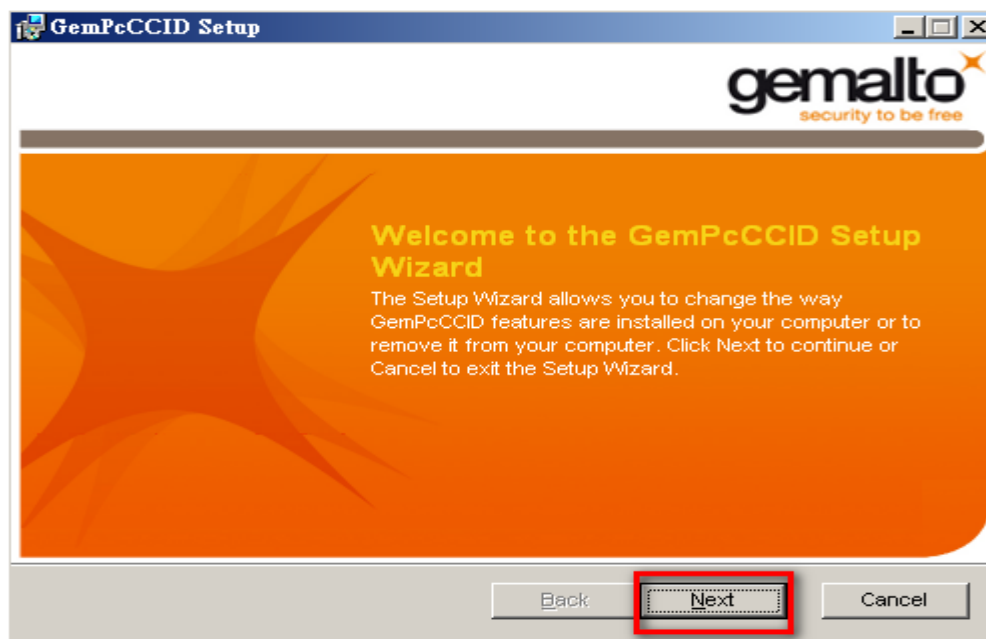 GemPcCCID Setup
gemalto
security to be free
Welcome to the GemPcCCID Setup
Wizard
The Setup Wizard allows you to change the way
GemPcCCID features are installed on your computer or to
remove it from your computer. Click Next to continue or
Cancel to exit the Setup Wizard.
Back
Next
Cancel